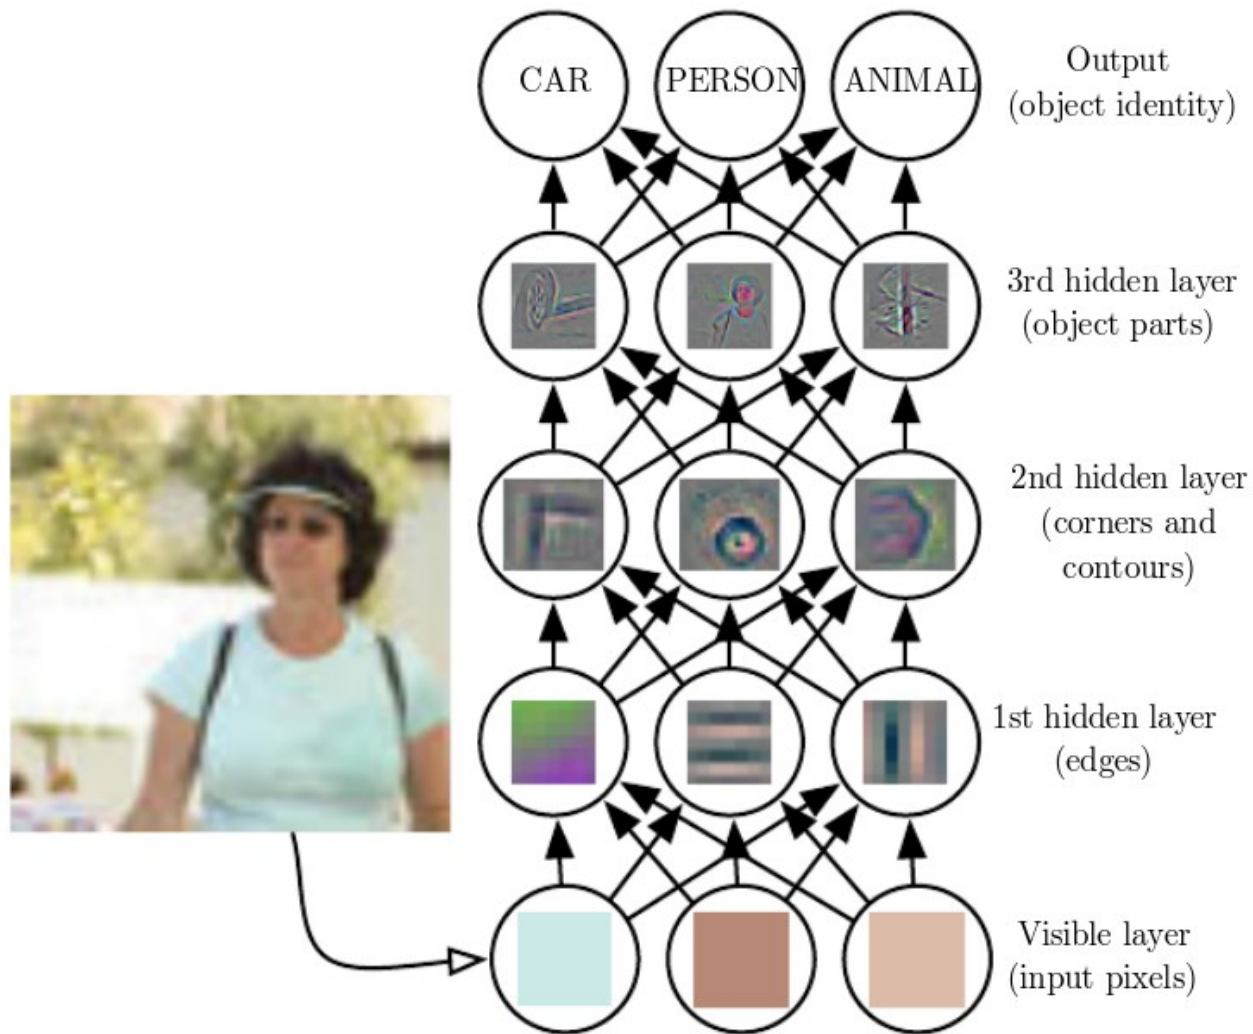 CAR PERSON ANIMAL
Output
(object identity)
3rd hidden layer
(object parts)
2nd hidden layer
(corners and
contours)
1st hidden layer
(edges)
Visible layer
(input pixels)